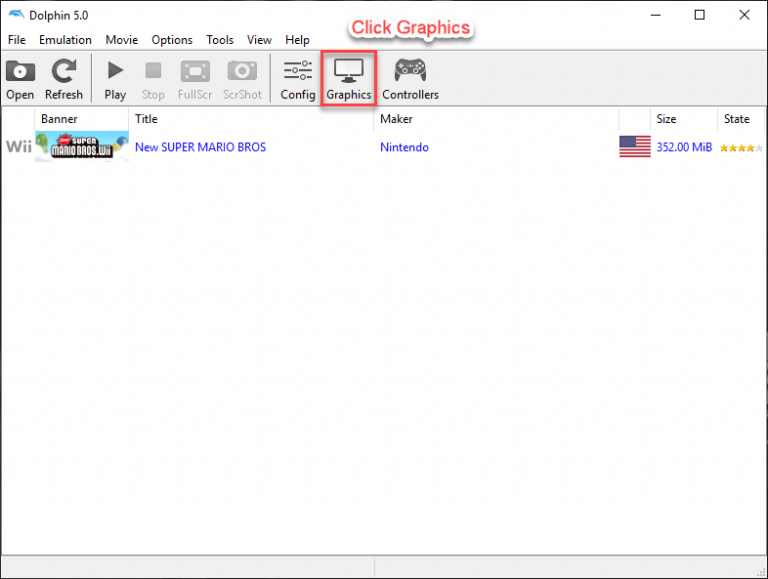 Dolphin 5.0
Click Graphics
File Emulation Movie Options Tools View Help
Open Refresh Play Stop FullScr ScrShot Config Graphics Controllers
Banner Title Maker Size State
Wii New SUPER MARIO BROS.Wii New SUPER MARIO BROS Nintendo 352.00 MiB